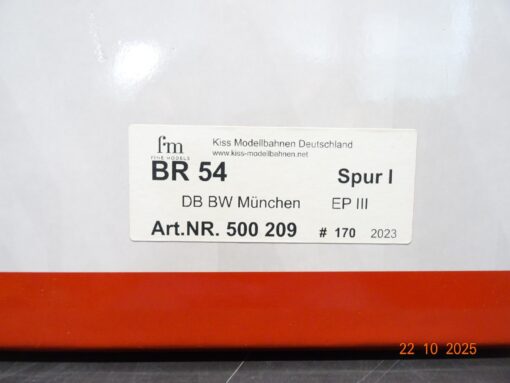 fm
FINE MODELS
Kiss Modellbahnen Deutschland
www.kiss-modellbahnen.net
BR 54 Spur I
DB BW München EP III
Art.NR. 500 209 # 170 2023
22 10 2025